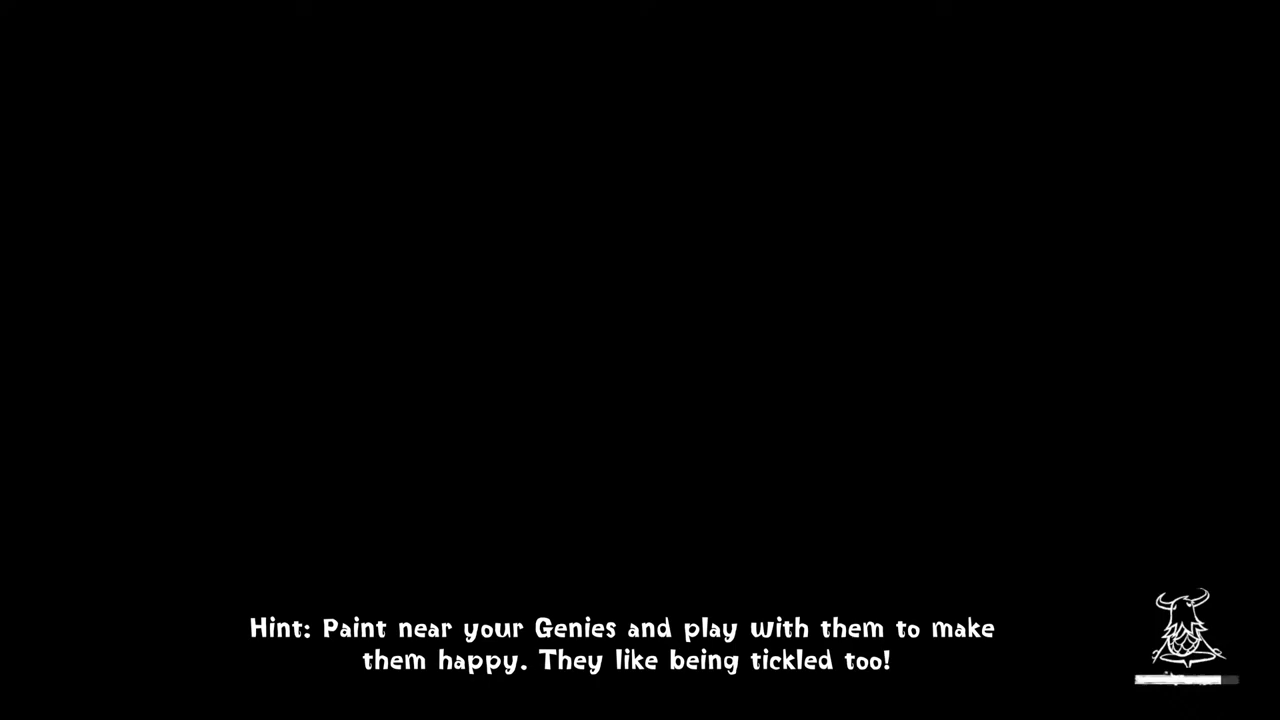 Hint: Paint near your Genies and play with them to make
them happy. They like being tickled too!